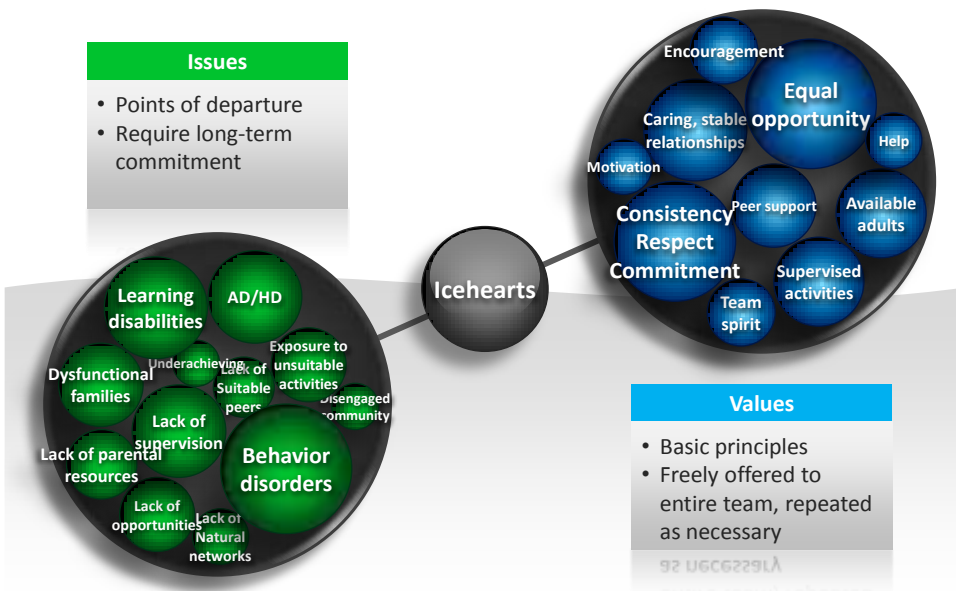 Issues
• Points of departure
• Require long-term
commitment
Encouragement
Equal
opportunity
Caring, stable
relationships
Help
Motivation
Peer support
Available
adults
Consistency
Respect
Commitment
Supervised
activities
Team
spirit
Icehearts
Learning
disabilities
AD/HD
Underachieving
Exposure to
unsuitable
activities
Dysfunctional
families
Lack of
Suitable
peers
Disengaged
community
Lack of
supervision
Behavior
disorders
Lack of parental
resources
Lack of
opportunities
Lack of
Natural
networks
Values
• Basic principles
• Freely offered to
entire team, repeated
as necessary